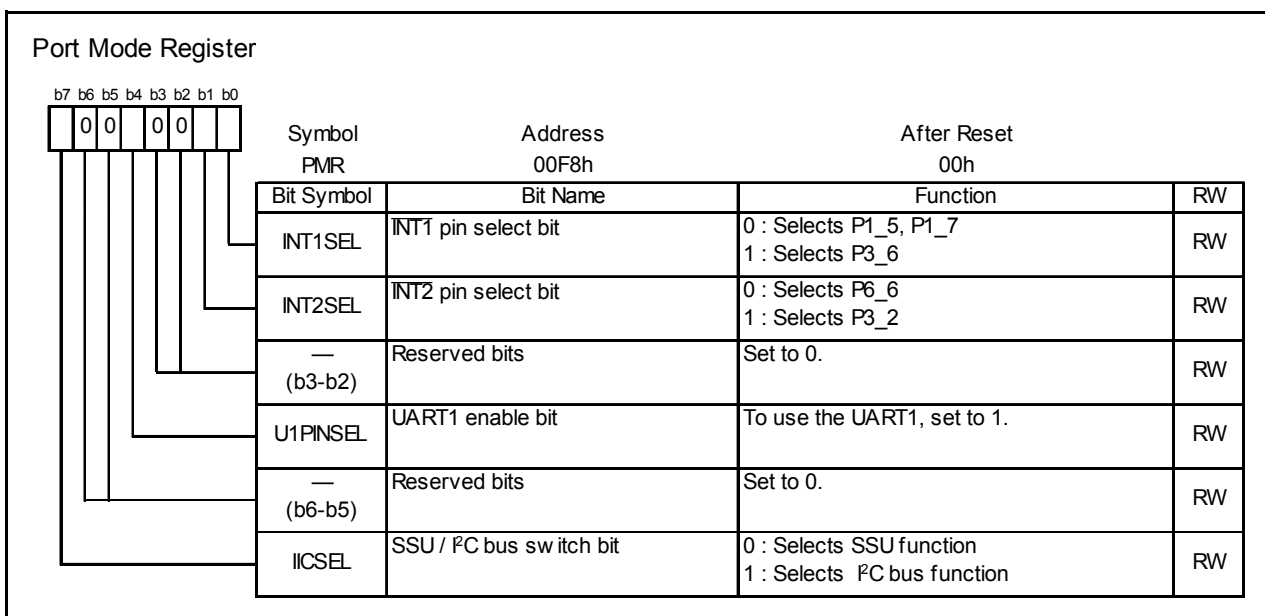 Port Mode Register
b7 b6 b5 b4 b3 b2 b1 b0
0 0 0 0
Symbol Address After Reset
PMR 00F8h 00h
Bit Symbol Bit Name Function RW
INT1SEL INT1 pin select bit 0 : Selects P1_5, P1_7
1 : Selects P3_6 RW
INT2SEL INT2 pin select bit 0 : Selects P6_6
1 : Selects P3_2 RW
—
(b3-b2) Reserved bits Set to 0. RW
U1PINSEL UART1 enable bit To use the UART1, set to 1. RW
—
(b6-b5) Reserved bits Set to 0. RW
IICSEL SSU / I²C bus switch bit 0 : Selects SSU function
1 : Selects I²C bus function RW